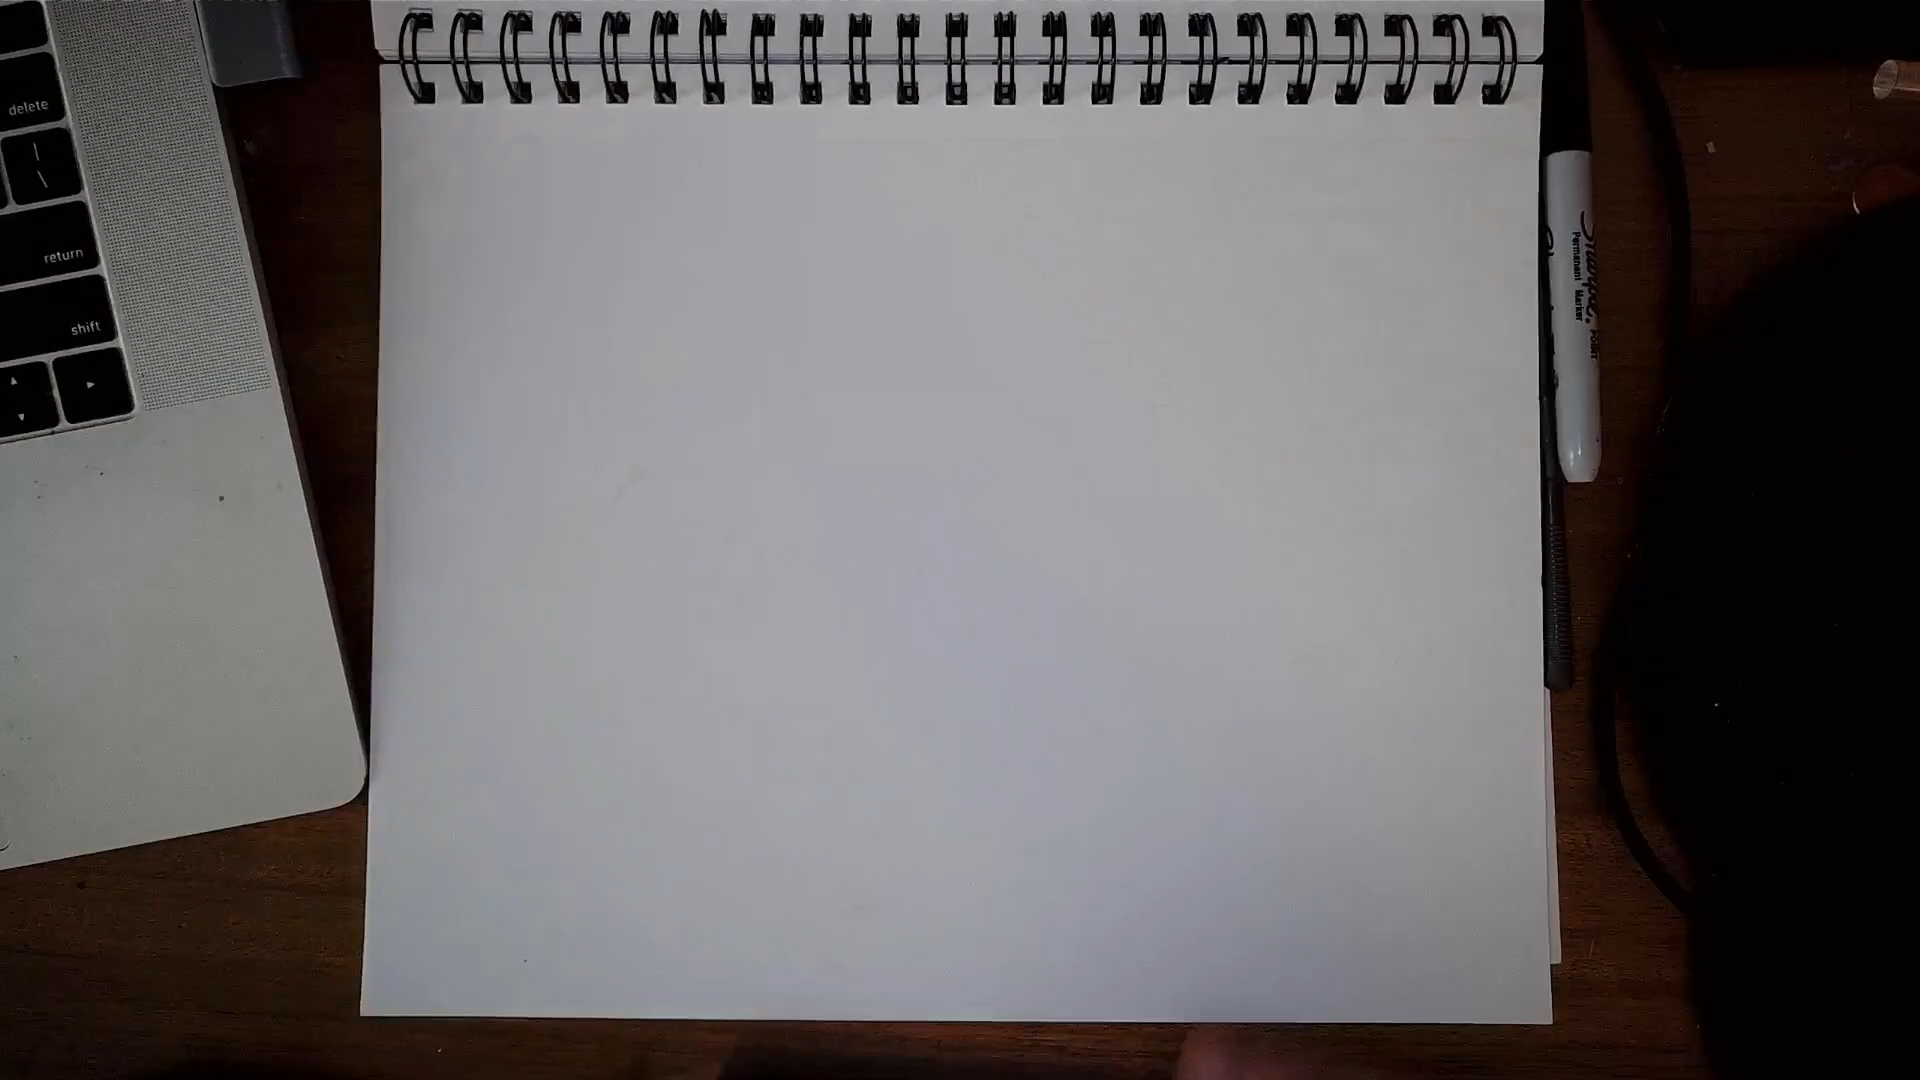 delete
return
shift
Sharpie.
Permanent Marker